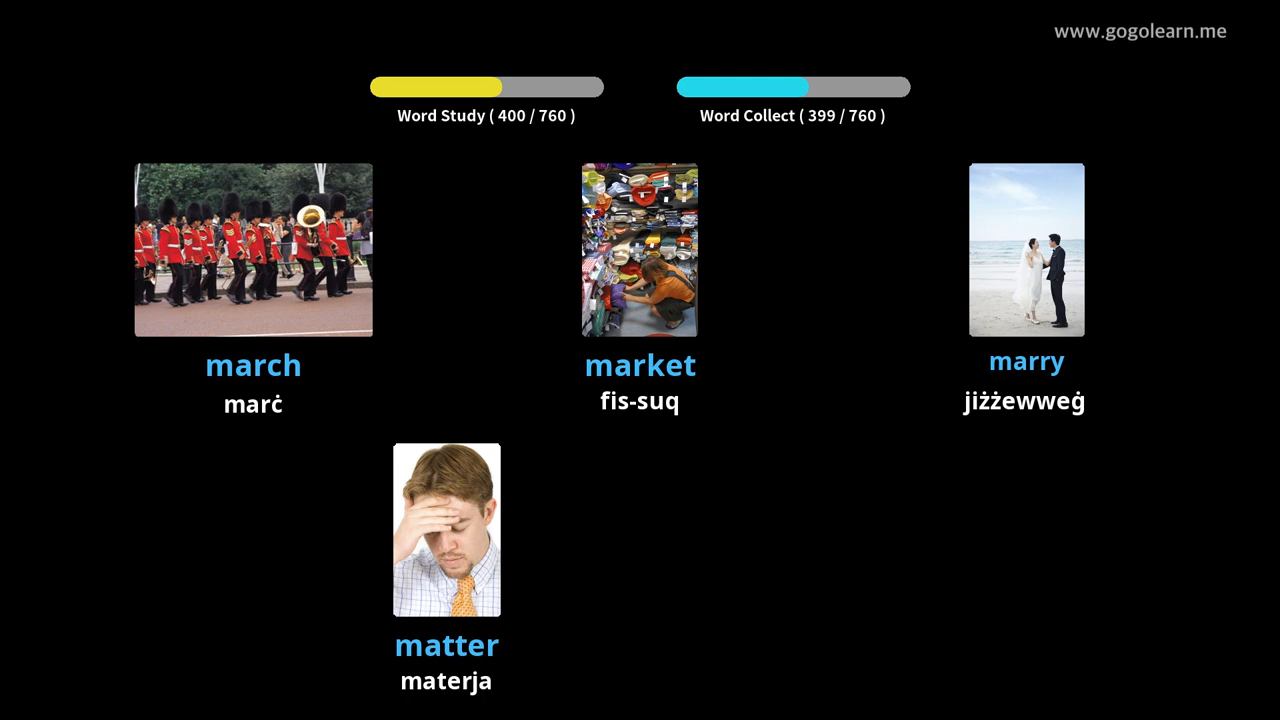 www.gogolearn.me
Word Study ( 400 / 760 )
Word Collect ( 399 / 760 )
march
market
marry
marċ
fis-suq
jiżżewweġ
matter
materja